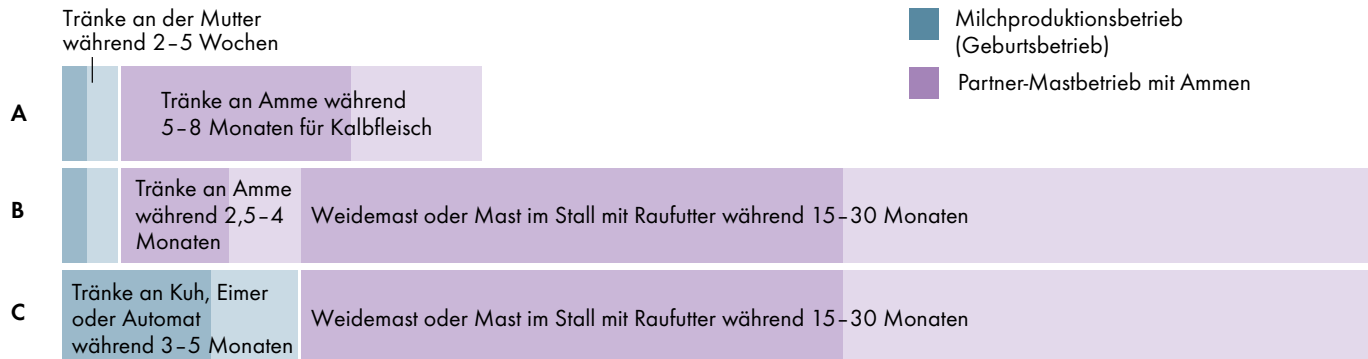 Tränke an der Mutter
während 2–5 Wochen
Milchproduktionsbetrieb
(Geburtsbetrieb)
Partner-Mastbetrieb mit Ammen
A
Tränke an Amme während
5–8 Monaten für Kalbfleisch
B
Tränke an Amme
während 2,5–4
Monaten
Weidemast oder Mast im Stall mit Raufutter während 15–30 Monaten
C
Tränke an Kuh, Eimer
oder Automat
während 3–5 Monaten
Weidemast oder Mast im Stall mit Raufutter während 15–30 Monaten